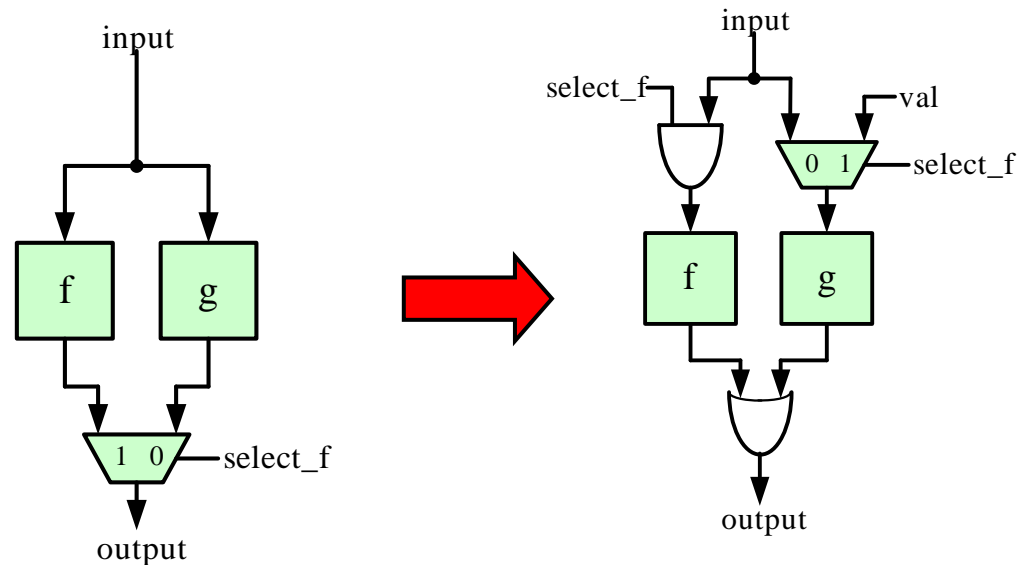 input
f
g
1 0
select_f
output
input
select_f
val
0 1
select_f
f
g
output